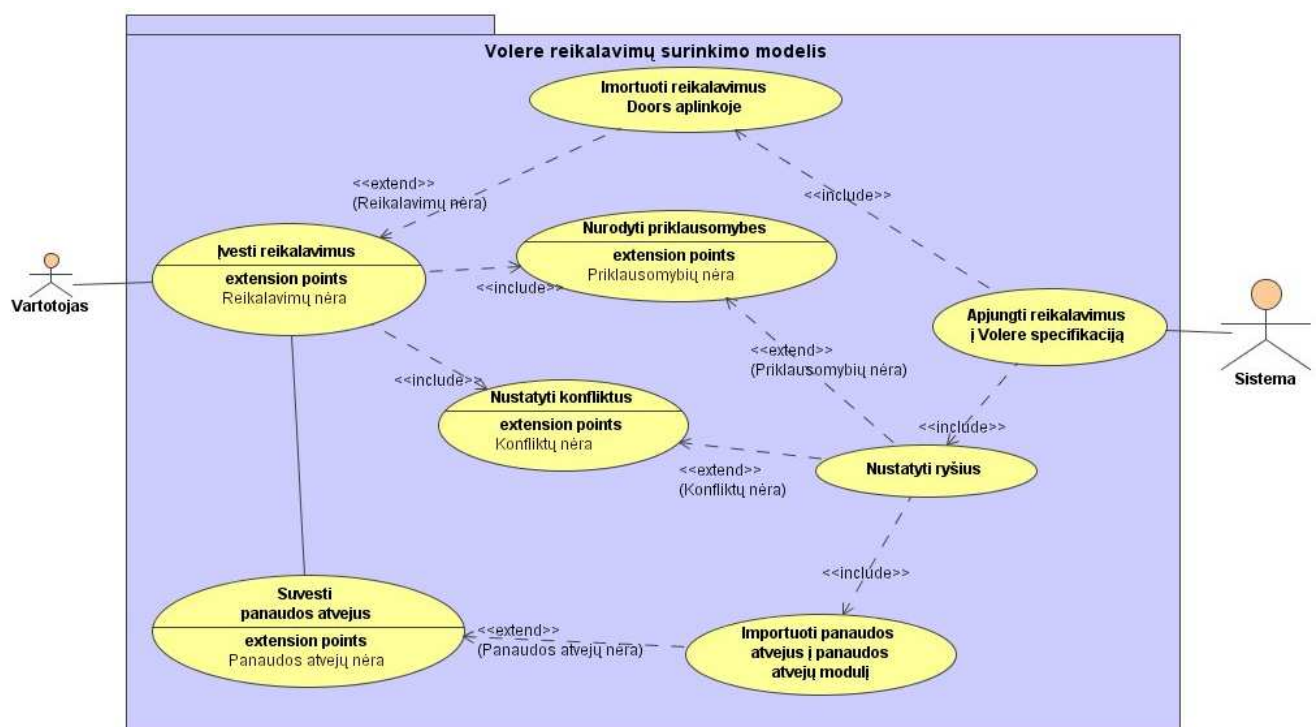 Volere reikalavimų surinkimo modelis
Imortuoti reikalavimus
Doors aplinkoje
<<extend>>
(Reikalavimų nėra)
<<include>>
Įvesti reikalavimus
extension points
Reikalavimų nėra
Nurodyti priklausomybes
extension points
Priklausomybių nėra
<<include>>
Vartotojas
Apjungti reikalavimus
į Volere specifikaciją
Sistema
<<extend>>
(Priklausomybių nėra)
<<include>>
Nustatyti konfliktus
extension points
Konfliktų nėra
<<include>>
<<extend>>
(Konfliktų nėra)
Nustatyti ryšius
<<include>>
Suvesti
panaudos atvejus
extension points
Panaudos atvejų nėra
<<extend>>
(Panaudos atvejų nėra)
Importuoti panaudos
atvejus į panaudos
atvejų modulį